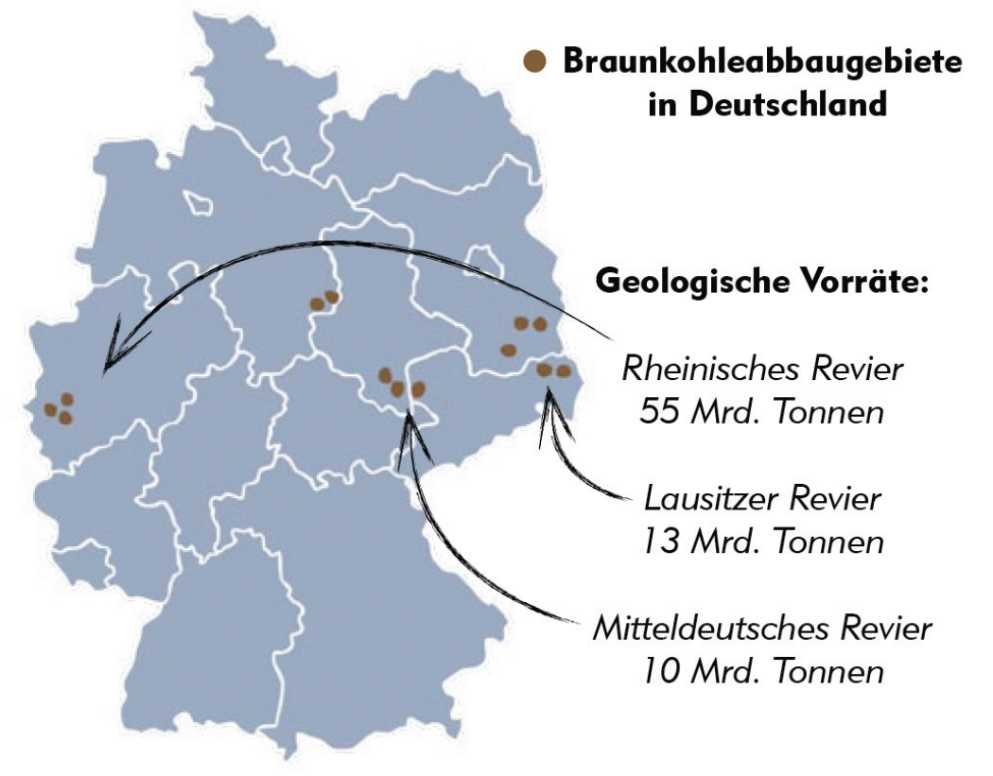 Braunkohleabbaugebiete
in Deutschland
Geologische Vorräte:
Rheinisches Revier
55 Mrd. Tonnen
Lausitzer Revier
13 Mrd. Tonnen
Mitteldeutsches Revier
10 Mrd. Tonnen